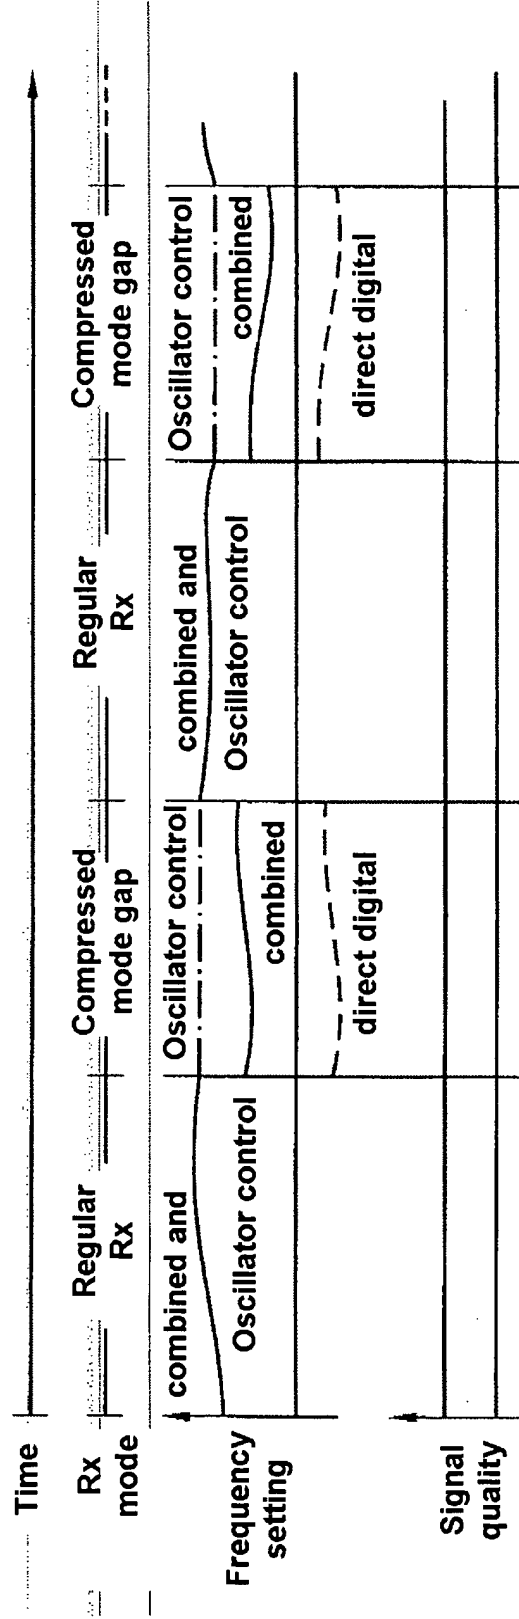 Time
Rx
mode
Regular
Rx
Compressed
mode gap
Regular
Rx
Compressed
mode gap
Frequency
setting
combined and
Oscillator control
Oscillator control
combined
direct digital
combined and
Oscillator control
Oscillator control
combined
direct digital
Signal
quality